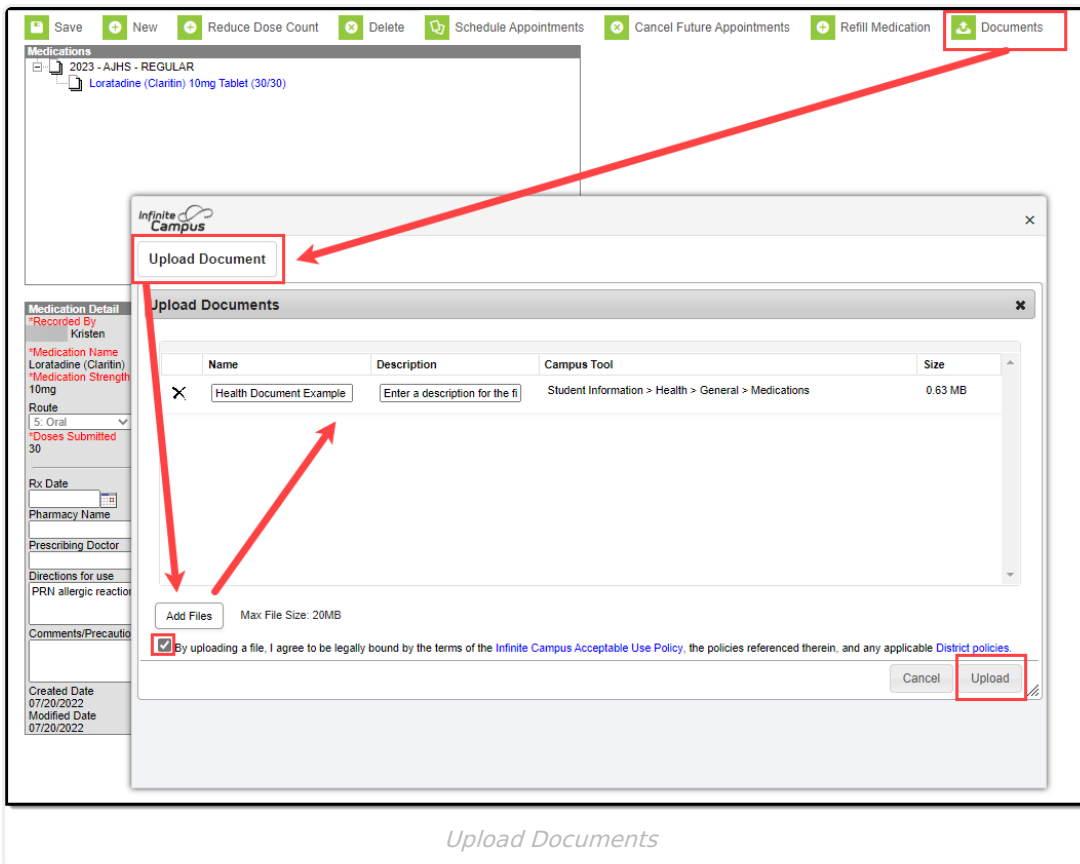 Save New Reduce Dose Count Delete Schedule Appointments Cancel Future Appointments Refill Medication Documents
Medications
2023 - AJHS - REGULAR
Loratadine (Claritin) 10mg Tablet (30/30)
Infinite
Campus
Upload Document
Upload Documents
Name Description Campus Tool Size
Health Document Example Enter a description for the fi Student Information > Health > General > Medications 0.63 MB
Add Files Max File Size: 20MB
By uploading a file, I agree to be legally bound by the terms of the Infinite Campus Acceptable Use Policy, the policies referenced therein, and any applicable District policies.
Cancel Upload
Medication Detail
*Recorded By
Kristen
*Medication Name
Loratadine (Claritin)
*Medication Strength
10mg
Route
5: Oral
*Doses Submitted
30
Rx Date
Pharmacy Name
Prescribing Doctor
Directions for use
PRN allergic reaction
Comments/Precautio
Created Date
07/20/2022
Modified Date
07/20/2022
Upload Documents